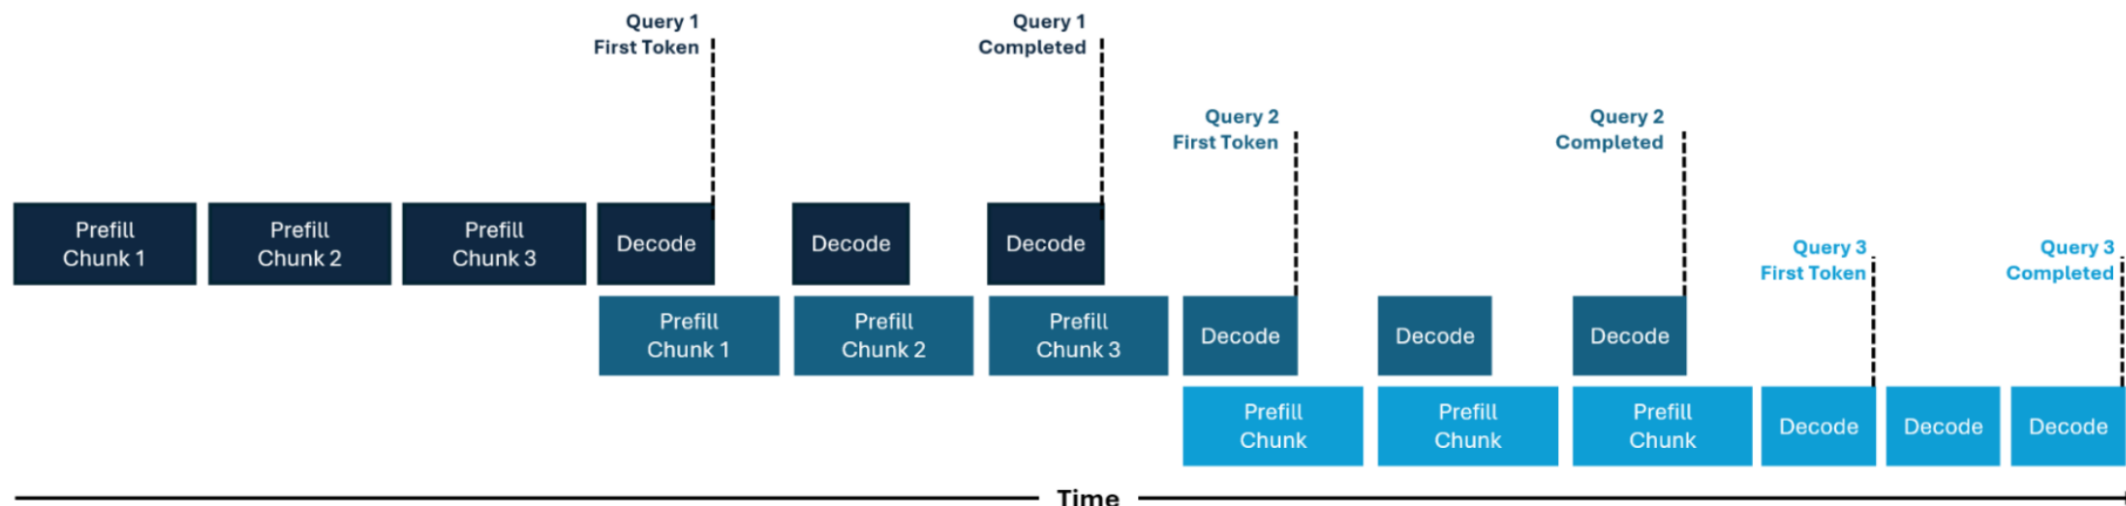 Query 1
First Token
Query 1
Completed
Query 2
First Token
Query 2
Completed
Prefill
Chunk 1
Prefill
Chunk 2
Prefill
Chunk 3
Decode
Decode
Decode
Query 3
First Token
Query 3
Completed
Prefill
Chunk 1
Prefill
Chunk 2
Prefill
Chunk 3
Decode
Decode
Decode
Prefill
Chunk
Prefill
Chunk
Prefill
Chunk
Decode
Decode
Decode
Time